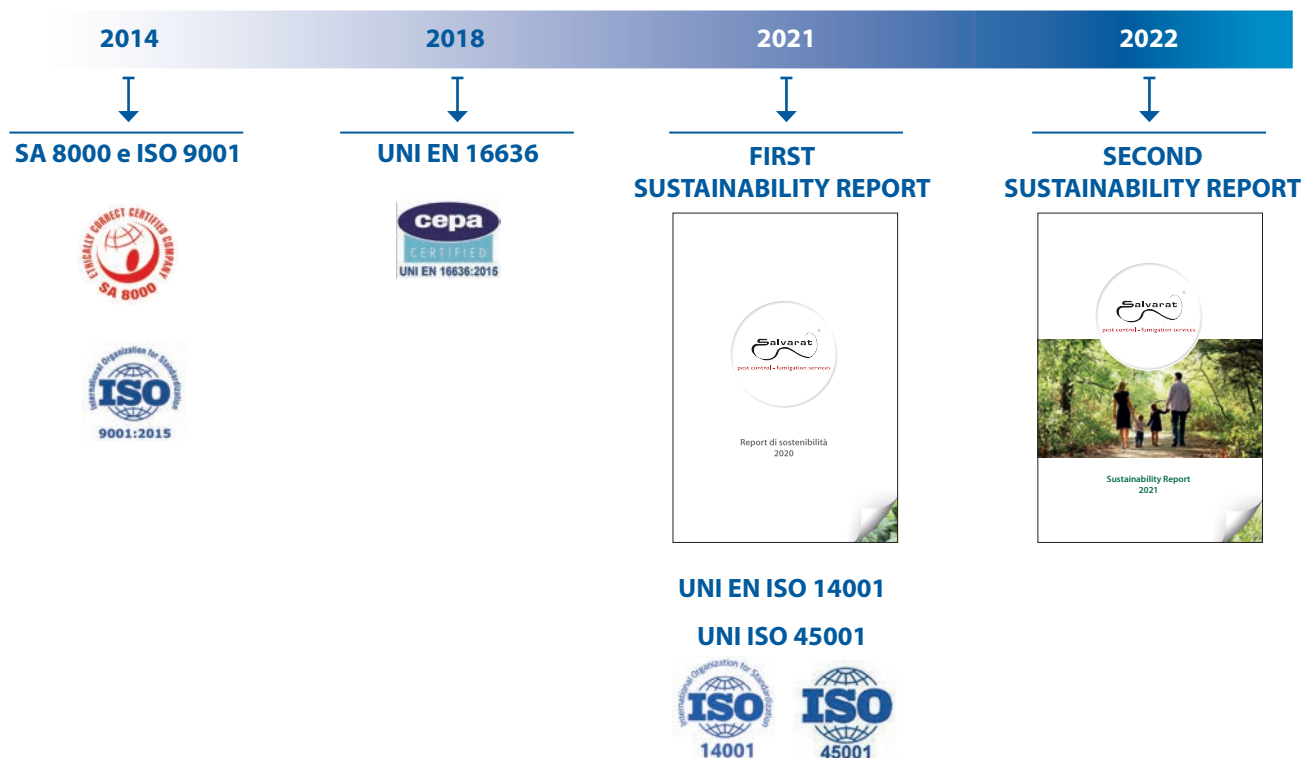 2014
2018
2021
2022
SA 8000 e ISO 9001
ETHICALLY CORRECT CERTIFIED COMPANY
SA 8000
International Organization for Standardization
ISO
9001:2015
UNI EN 16636
cepa
CERTIFIED
UNI EN 16636:2015
FIRST
SUSTAINABILITY REPORT
Salvarat
pest control - fumigation services
Report di sostenibilità
2020
UNI EN ISO 14001
UNI ISO 45001
International Organization for Standardization
ISO
14001
ISO
45001
SECOND
SUSTAINABILITY REPORT
Salvarat
pest control - fumigation services
Sustainability Report
2021